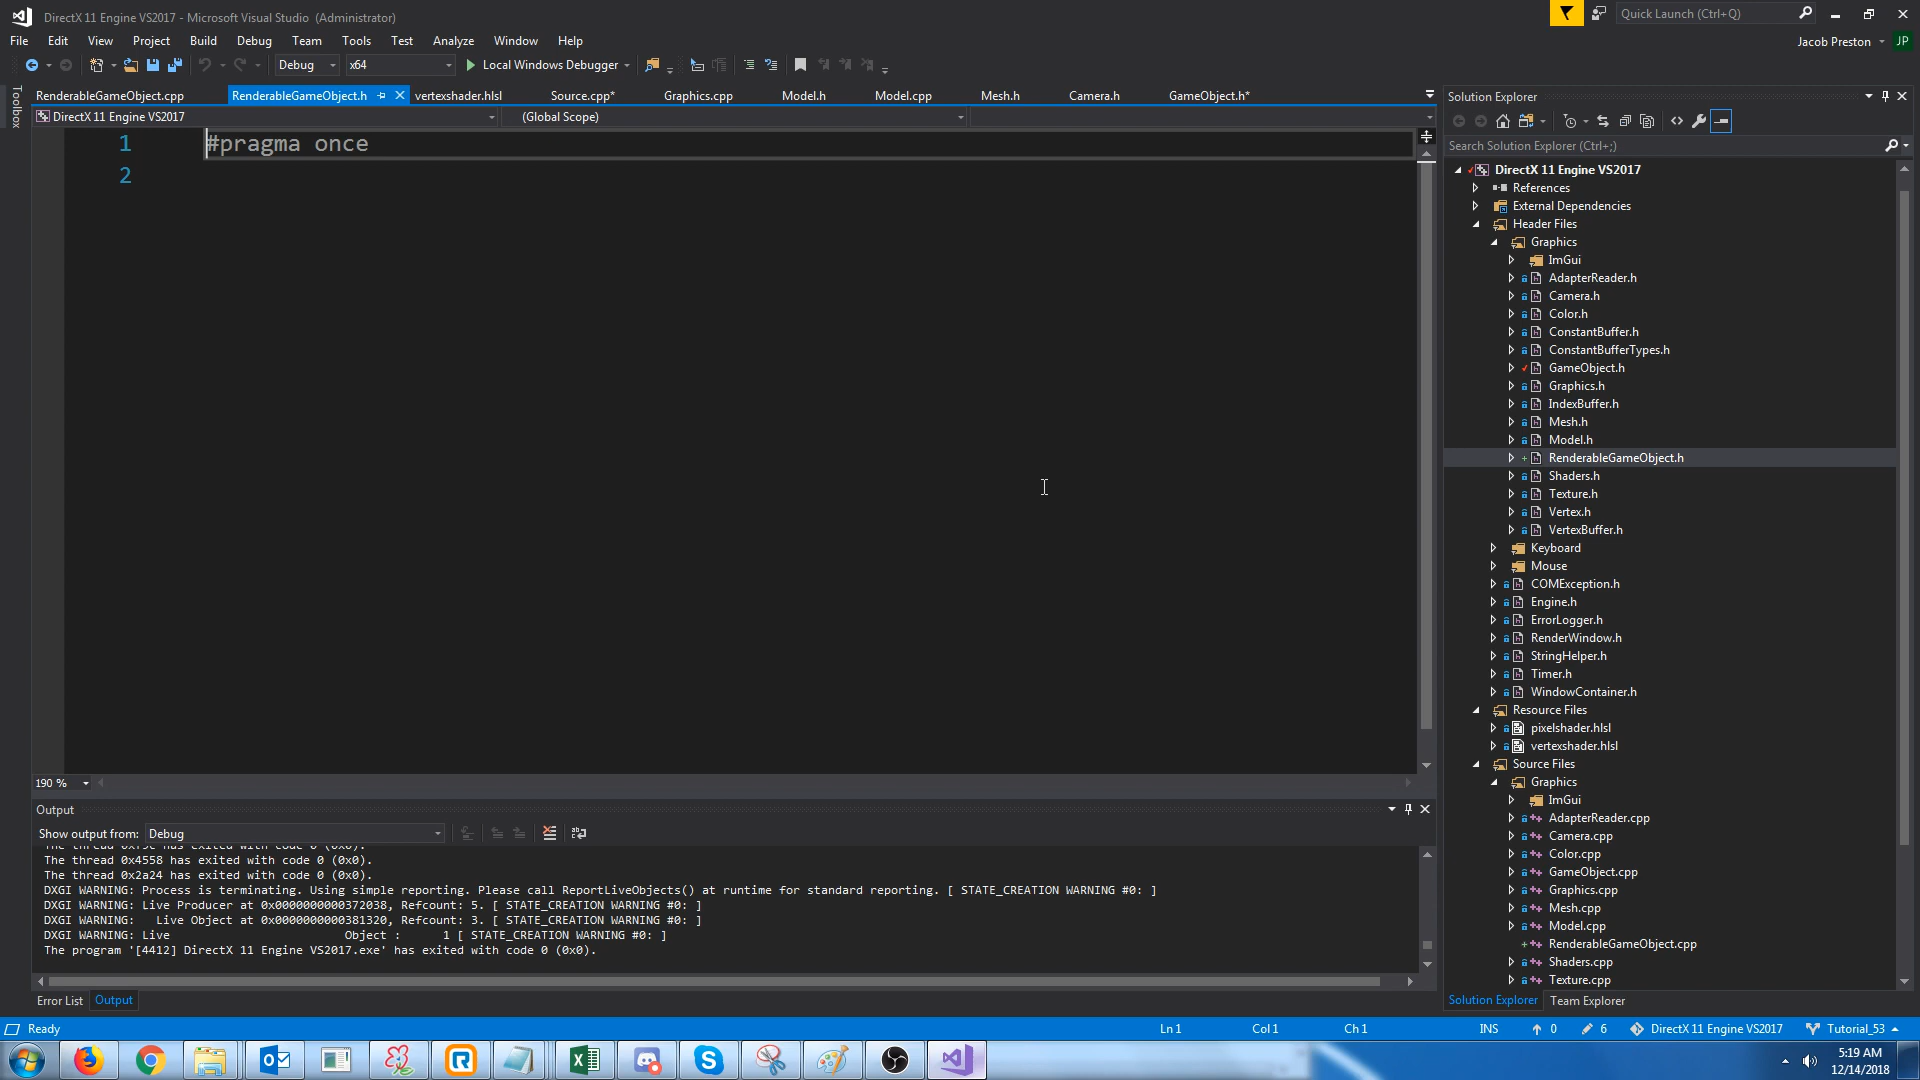 DirectX 11 Engine VS2017 - Microsoft Visual Studio (Administrator)
Quick Launch (Ctrl+Q)
File Edit View Project Build Debug Team Tools Test Analyze Window Help
Jacob Preston
JP
Debug
x64
Local Windows Debugger
Toolbox
RenderableGameObject.cpp
RenderableGameObject.h
vertexshader.hlsl
Source.cpp*
Graphics.cpp
Model.h
Model.cpp
Mesh.h
Camera.h
GameObject.h*
DirectX 11 Engine VS2017
(Global Scope)
1 #pragma once
2
190 %
Solution Explorer
Search Solution Explorer (Ctrl+;)
DirectX 11 Engine VS2017
References
External Dependencies
Header Files
Graphics
ImGui
AdapterReader.h
Camera.h
Color.h
ConstantBuffer.h
ConstantBufferTypes.h
GameObject.h
Graphics.h
IndexBuffer.h
Mesh.h
Model.h
RenderableGameObject.h
Shaders.h
Texture.h
Vertex.h
VertexBuffer.h
Keyboard
Mouse
COMException.h
Engine.h
ErrorLogger.h
RenderWindow.h
StringHelper.h
Timer.h
WindowContainer.h
Resource Files
pixelshader.hlsl
vertexshader.hlsl
Source Files
Graphics
ImGui
AdapterReader.cpp
Camera.cpp
Color.cpp
GameObject.cpp
Graphics.cpp
Mesh.cpp
Model.cpp
RenderableGameObject.cpp
Shaders.cpp
Texture.cpp
Solution Explorer
Team Explorer
Output
Show output from: Debug
The thread 0x4558 has exited with code 0 (0x0).
The thread 0x2a24 has exited with code 0 (0x0).
DXGI WARNING: Process is terminating. Using simple reporting. Please call ReportLiveObjects() at runtime for standard reporting. [ STATE_CREATION WARNING #0: ]
DXGI WARNING: Live Producer at 0x0000000000372038, Refcount: 5. [ STATE_CREATION WARNING #0: ]
DXGI WARNING: Live Object at 0x0000000000381320, Refcount: 3. [ STATE_CREATION WARNING #0: ]
DXGI WARNING: Live Object : 1 [ STATE_CREATION WARNING #0: ]
The program '[4412] DirectX 11 Engine VS2017.exe' has exited with code 0 (0x0).
Error List
Output
Ready
Ln 1
Col 1
Ch 1
INS
0
6
DirectX 11 Engine VS2017
Tutorial_53
5:19 AM
12/14/2018